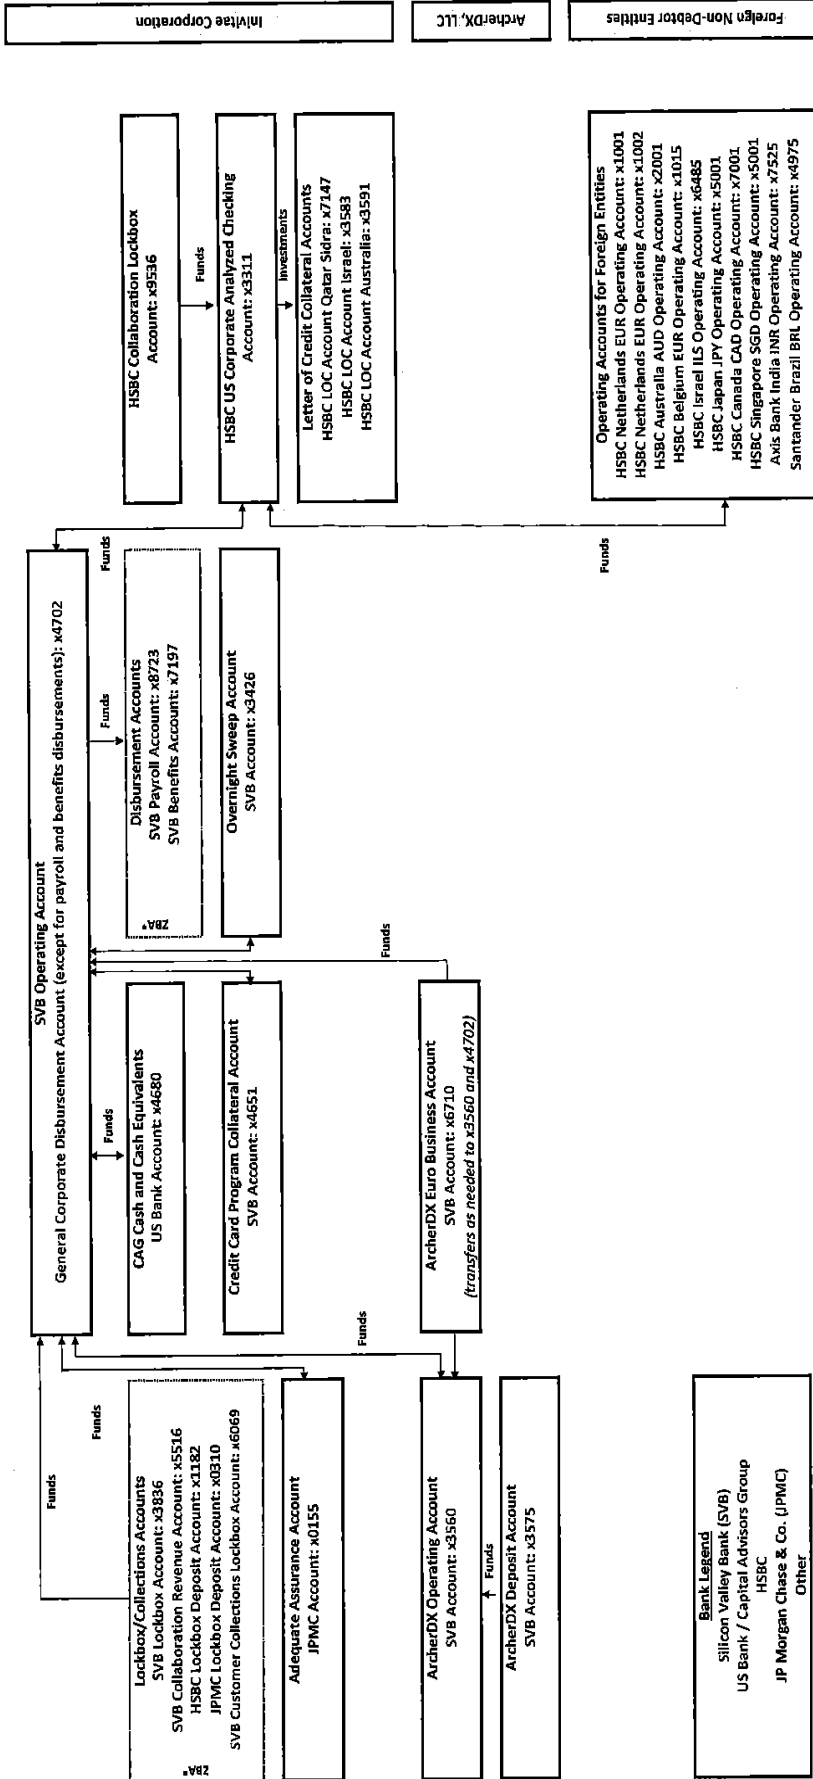 Lockbox/Collections Accounts
SVB Lockbox Account: x3836
SVB Collaboration Revenue Account: x5516
HSBC Lockbox Deposit Account: x1182
JPMC Lockbox Deposit Account: x0310
SVB Customer Collections Lockbox Account: x6069
ZBA*
Funds
Funds
SVB Operating Account
General Corporate Disbursement Account (except for payroll and benefits disbursements): x4702
Adequate Assurance Account
JPMC Account: x0155
Funds
CAG Cash and Cash Equivalents
US Bank Account: x4680
Funds
Disbursement Accounts
SVB Payroll Account: x8723
SVB Benefits Account: x7197
ZBA*
Funds
HSBC Collaboration Lockbox
Account: x9536
Funds
Credit Card Program Collateral Account
SVB Account: x4651
Overnight Sweep Account
SVB Account: x3426
HSBC US Corporate Analyzed Checking
Account: x3311
Investments
Letter of Credit Collateral Accounts
HSBC LOC Account Qatar Sidra: x7147
HSBC LOC Account Israel: x3583
HSBC LOC Account Australia: x3591
Inivitae Corporation
Funds
Funds
ArcherDX Operating Account
SVB Account: x3560
Funds
ArcherDX Deposit Account
SVB Account: x3575
ArcherDX Euro Business Account
SVB Account: x6710
(transfers as needed to x3560 and x4702)
ArcherDX, LLC
Funds
Operating Accounts for Foreign Entities
HSBC Netherlands EUR Operating Account: x1001
HSBC Netherlands EUR Operating Account: x1002
HSBC Australia AUD Operating Account: x2001
HSBC Belgium EUR Operating Account: x1015
HSBC Israel ILS Operating Account: x6485
HSBC Japan JPY Operating Account: x5001
HSBC Canada CAD Operating Account: x7001
HSBC Singapore SGD Operating Account: x5001
Axis Bank India INR Operating Account: x7525
Santander Brazil BRL Operating Account: x4975
Foreign Non-Debtor Entities
Bank Legend
Silicon Valley Bank (SVB)
US Bank / Capital Advisors Group
HSBC
JP Morgan Chase & Co. (JPMC)
Other